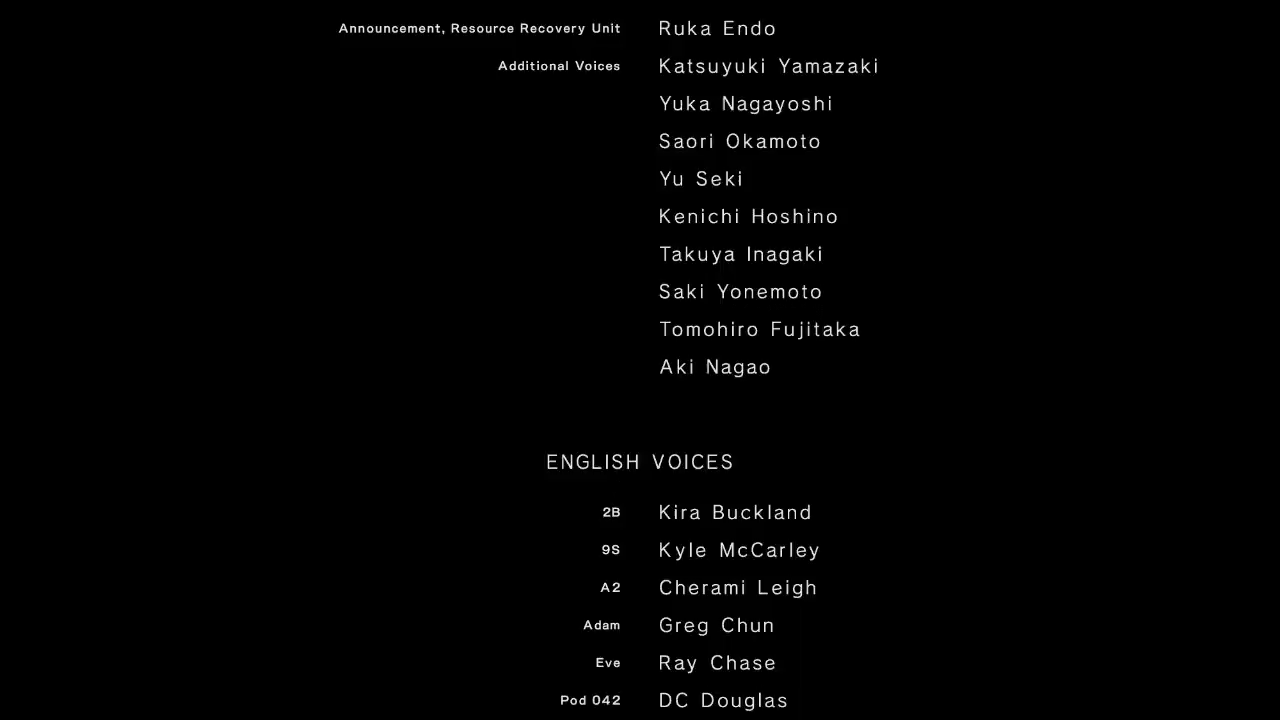 Announcement, Resource Recovery Unit Ruka Endo
Additional Voices Katsuyuki Yamazaki
Yuka Nagayoshi
Saori Okamoto
Yu Seki
Kenichi Hoshino
Takuya Inagaki
Saki Yonemoto
Tomohiro Fujitaka
Aki Nagao
ENGLISH VOICES
2B Kira Buckland
9S Kyle McCarley
A2 Cherami Leigh
Adam Greg Chun
Eve Ray Chase
Pod 042 DC Douglas